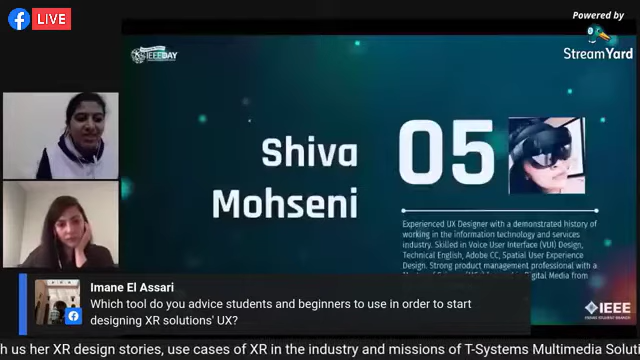 LIVE
Powered by
StreamYard
IEEEDAY
Shiva
Mohseni
05
Experienced UX Designer with a demonstrated history of
working in the information technology and services
industry. Skilled in Voice User Interface (VUI) Design,
Technical English, Adobe CC, Spatial User Experience
Design. Strong product management professional with a
Digital Media from
Imane El Assari
Which tool do you advice students and beginners to use in order to start
designing XR solutions' UX?
IEEE
h us her XR design stories, use cases of XR in the industry and missions of T-Systems Multimedia Solut